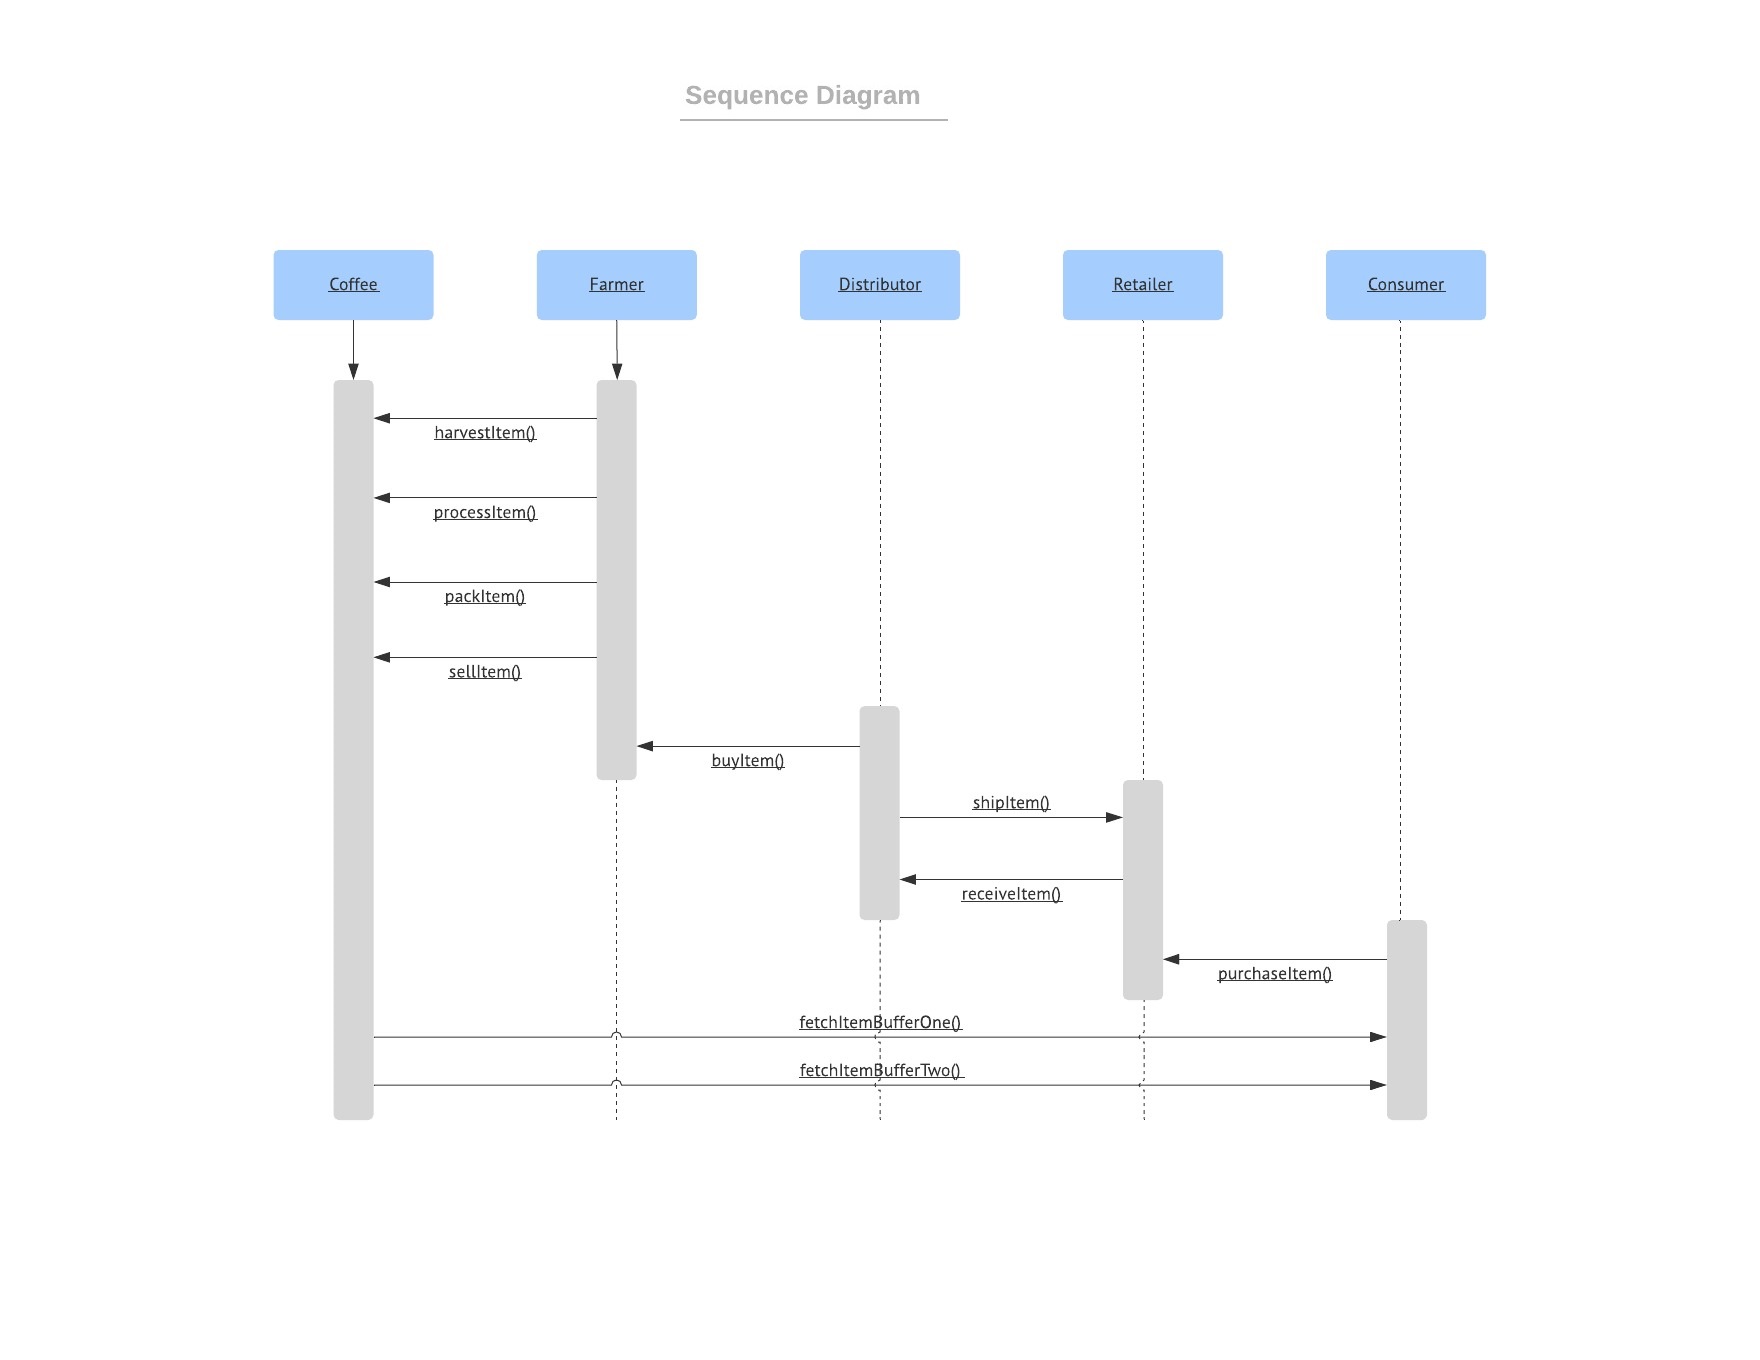 Sequence Diagram
Coffee
Farmer
Distributor
Retailer
Consumer
harvestItem()
processItem()
packItem()
sellItem()
buyItem()
shipItem()
receiveItem()
purchaseItem()
fetchItemBufferOne()
fetchItemBufferTwo()